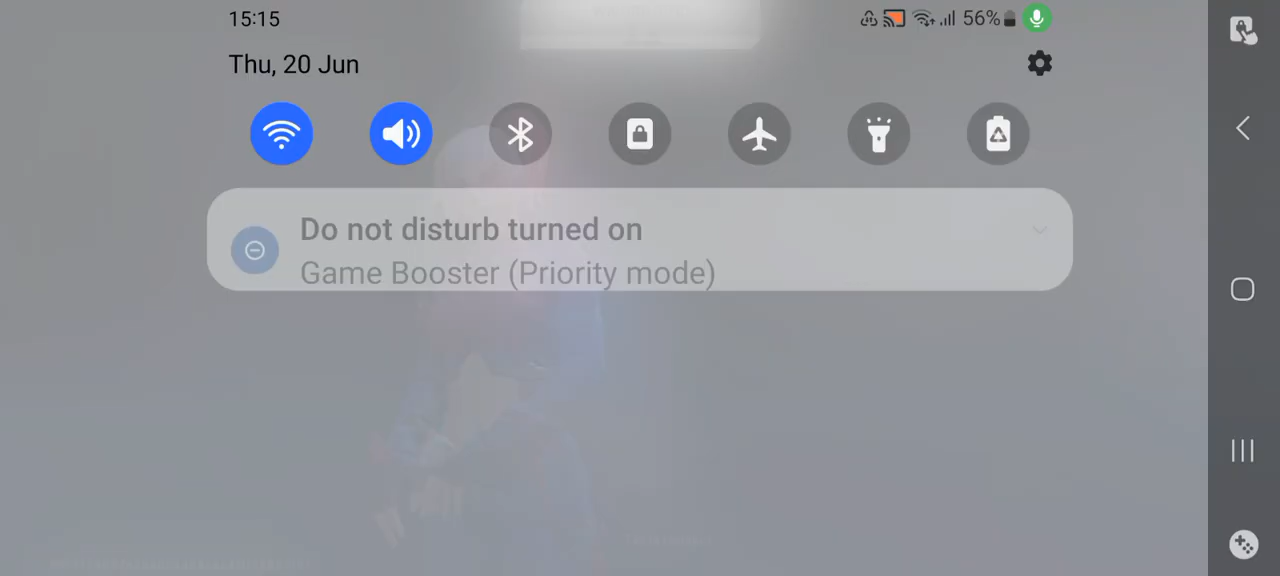 15:15
56%
Thu, 20 Jun
Do not disturb turned on
Game Booster (Priority mode)